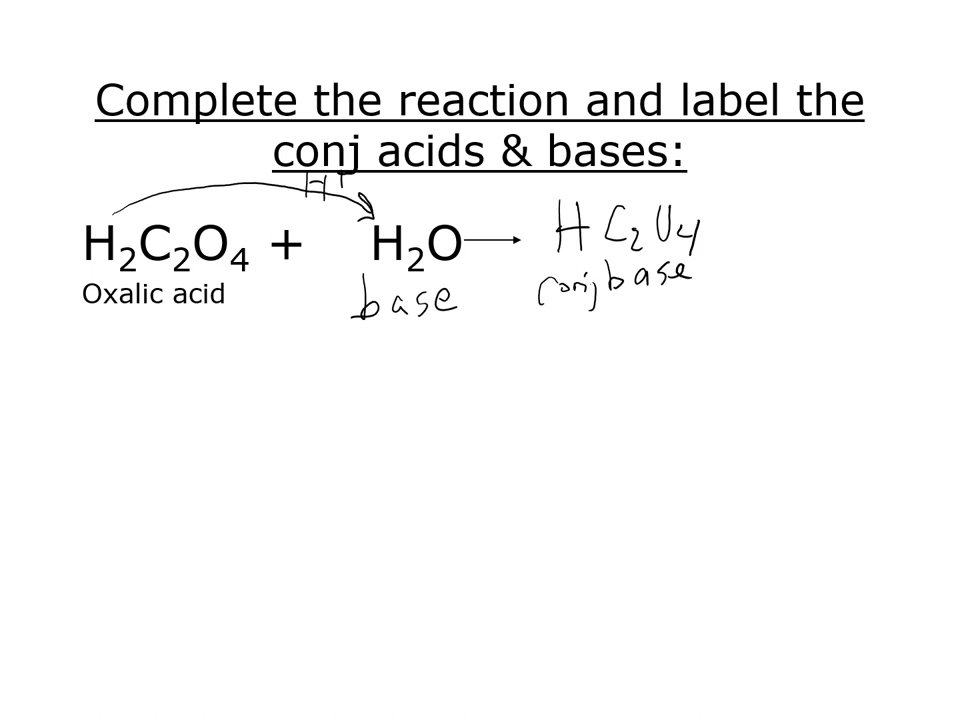 Complete the reaction and label the
conj acids & bases:
H+
H₂C₂O₄ + H₂O → HC₂O₄
Oxalic acid base conj base